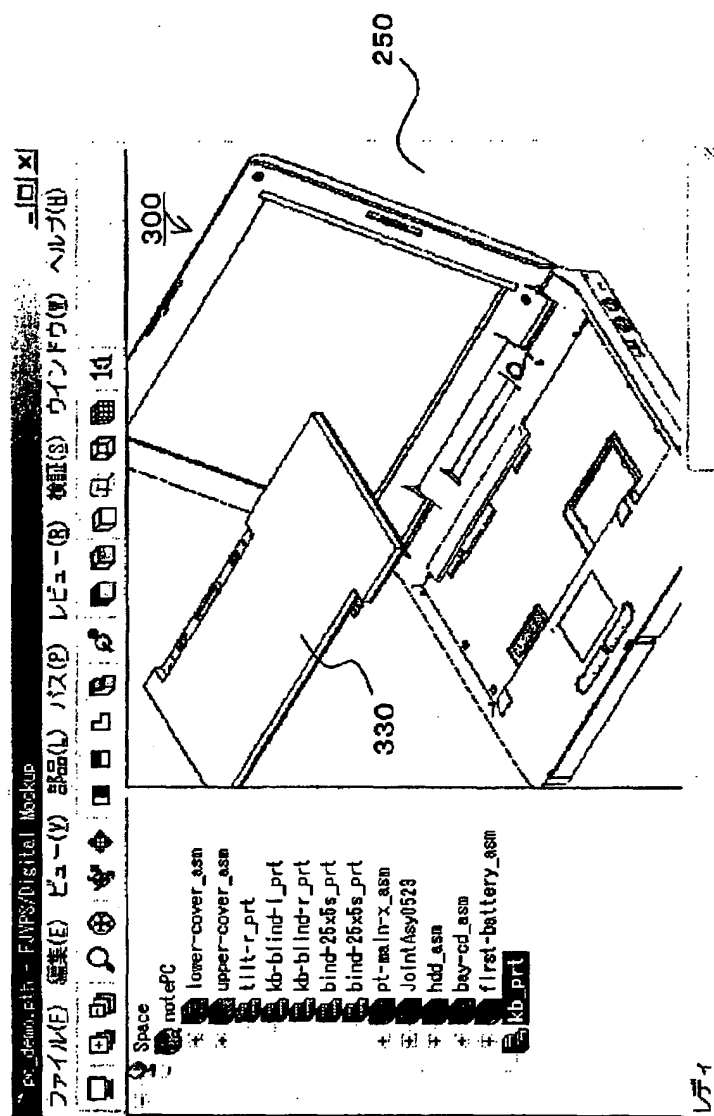 pc_demo.pth - FJVPS/Digital Mockup
ファイル(F) 編集(E) ビュー(V) 部品(L) パス(P) レビュー(R) 検証(S) ウインドウ(W) ヘルプ(H)
Space
notePC
lower-cover_asm
upper-cover_asm
tilt-r_prt
kb-blind-l_prt
kb-blind-r_prt
bind-25x6s_prt
bind-25x6s_prt
pt-main-x_asm
JointAsy0523
hdd_asm
bay-cd_asm
first-battery_asm
kb_prt
レディ
300
250
330